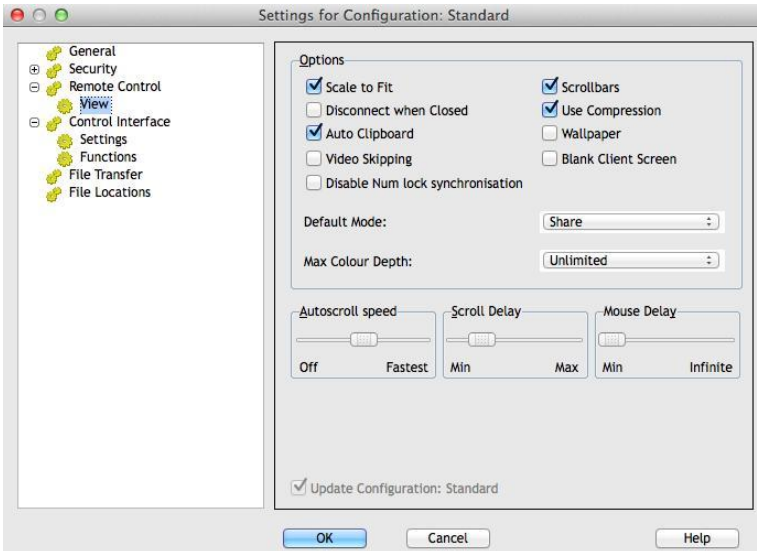 Settings for Configuration: Standard
General
Security
Remote Control
View
Control Interface
Settings
Functions
File Transfer
File Locations
Options
Scale to Fit
Scrollbars
Disconnect when Closed
Use Compression
Auto Clipboard
Wallpaper
Video Skipping
Blank Client Screen
Disable Num lock synchronisation
Default Mode:
Share
Max Colour Depth:
Unlimited
Autoscroll speed
Scroll Delay
Mouse Delay
Off Fastest
Min Max
Min Infinite
Update Configuration: Standard
OK
Cancel
Help